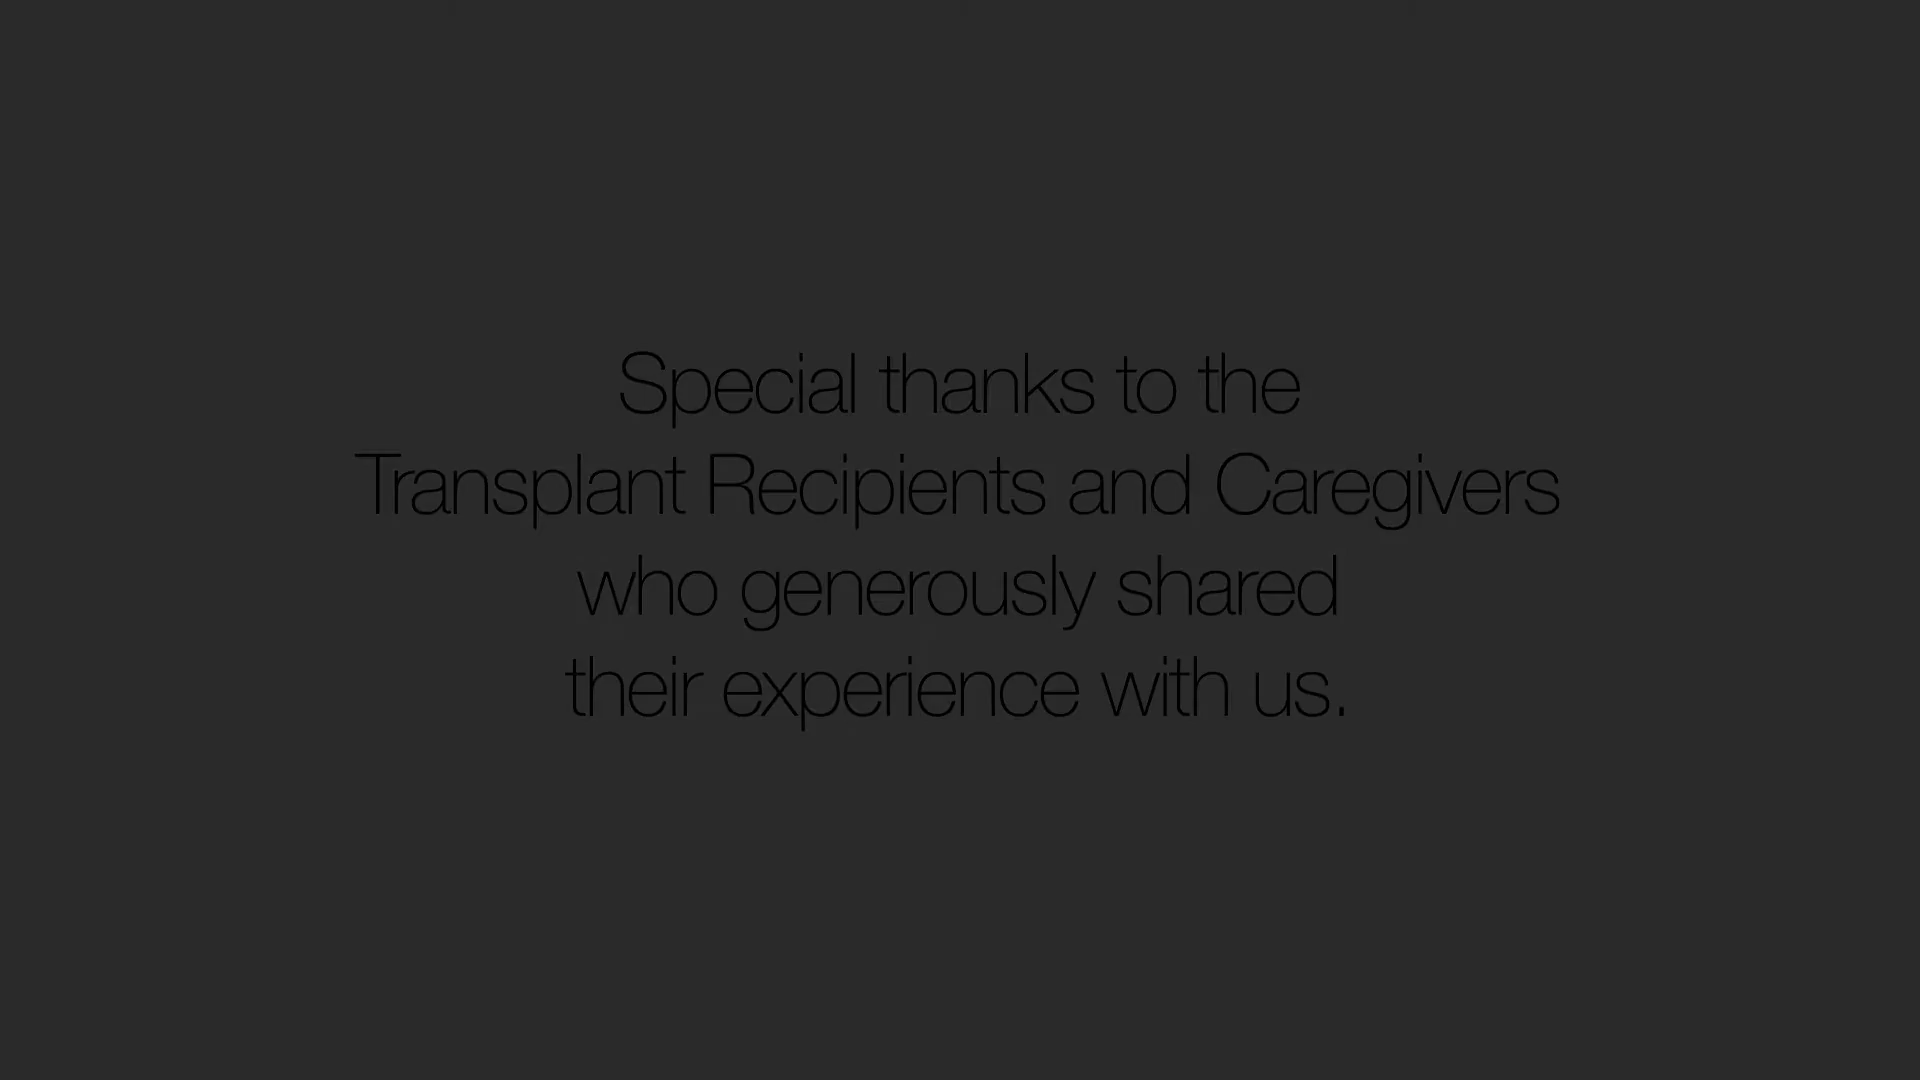 Special thanks to the
Transplant Recipients and Caregivers
who generously shared
their experience with us.